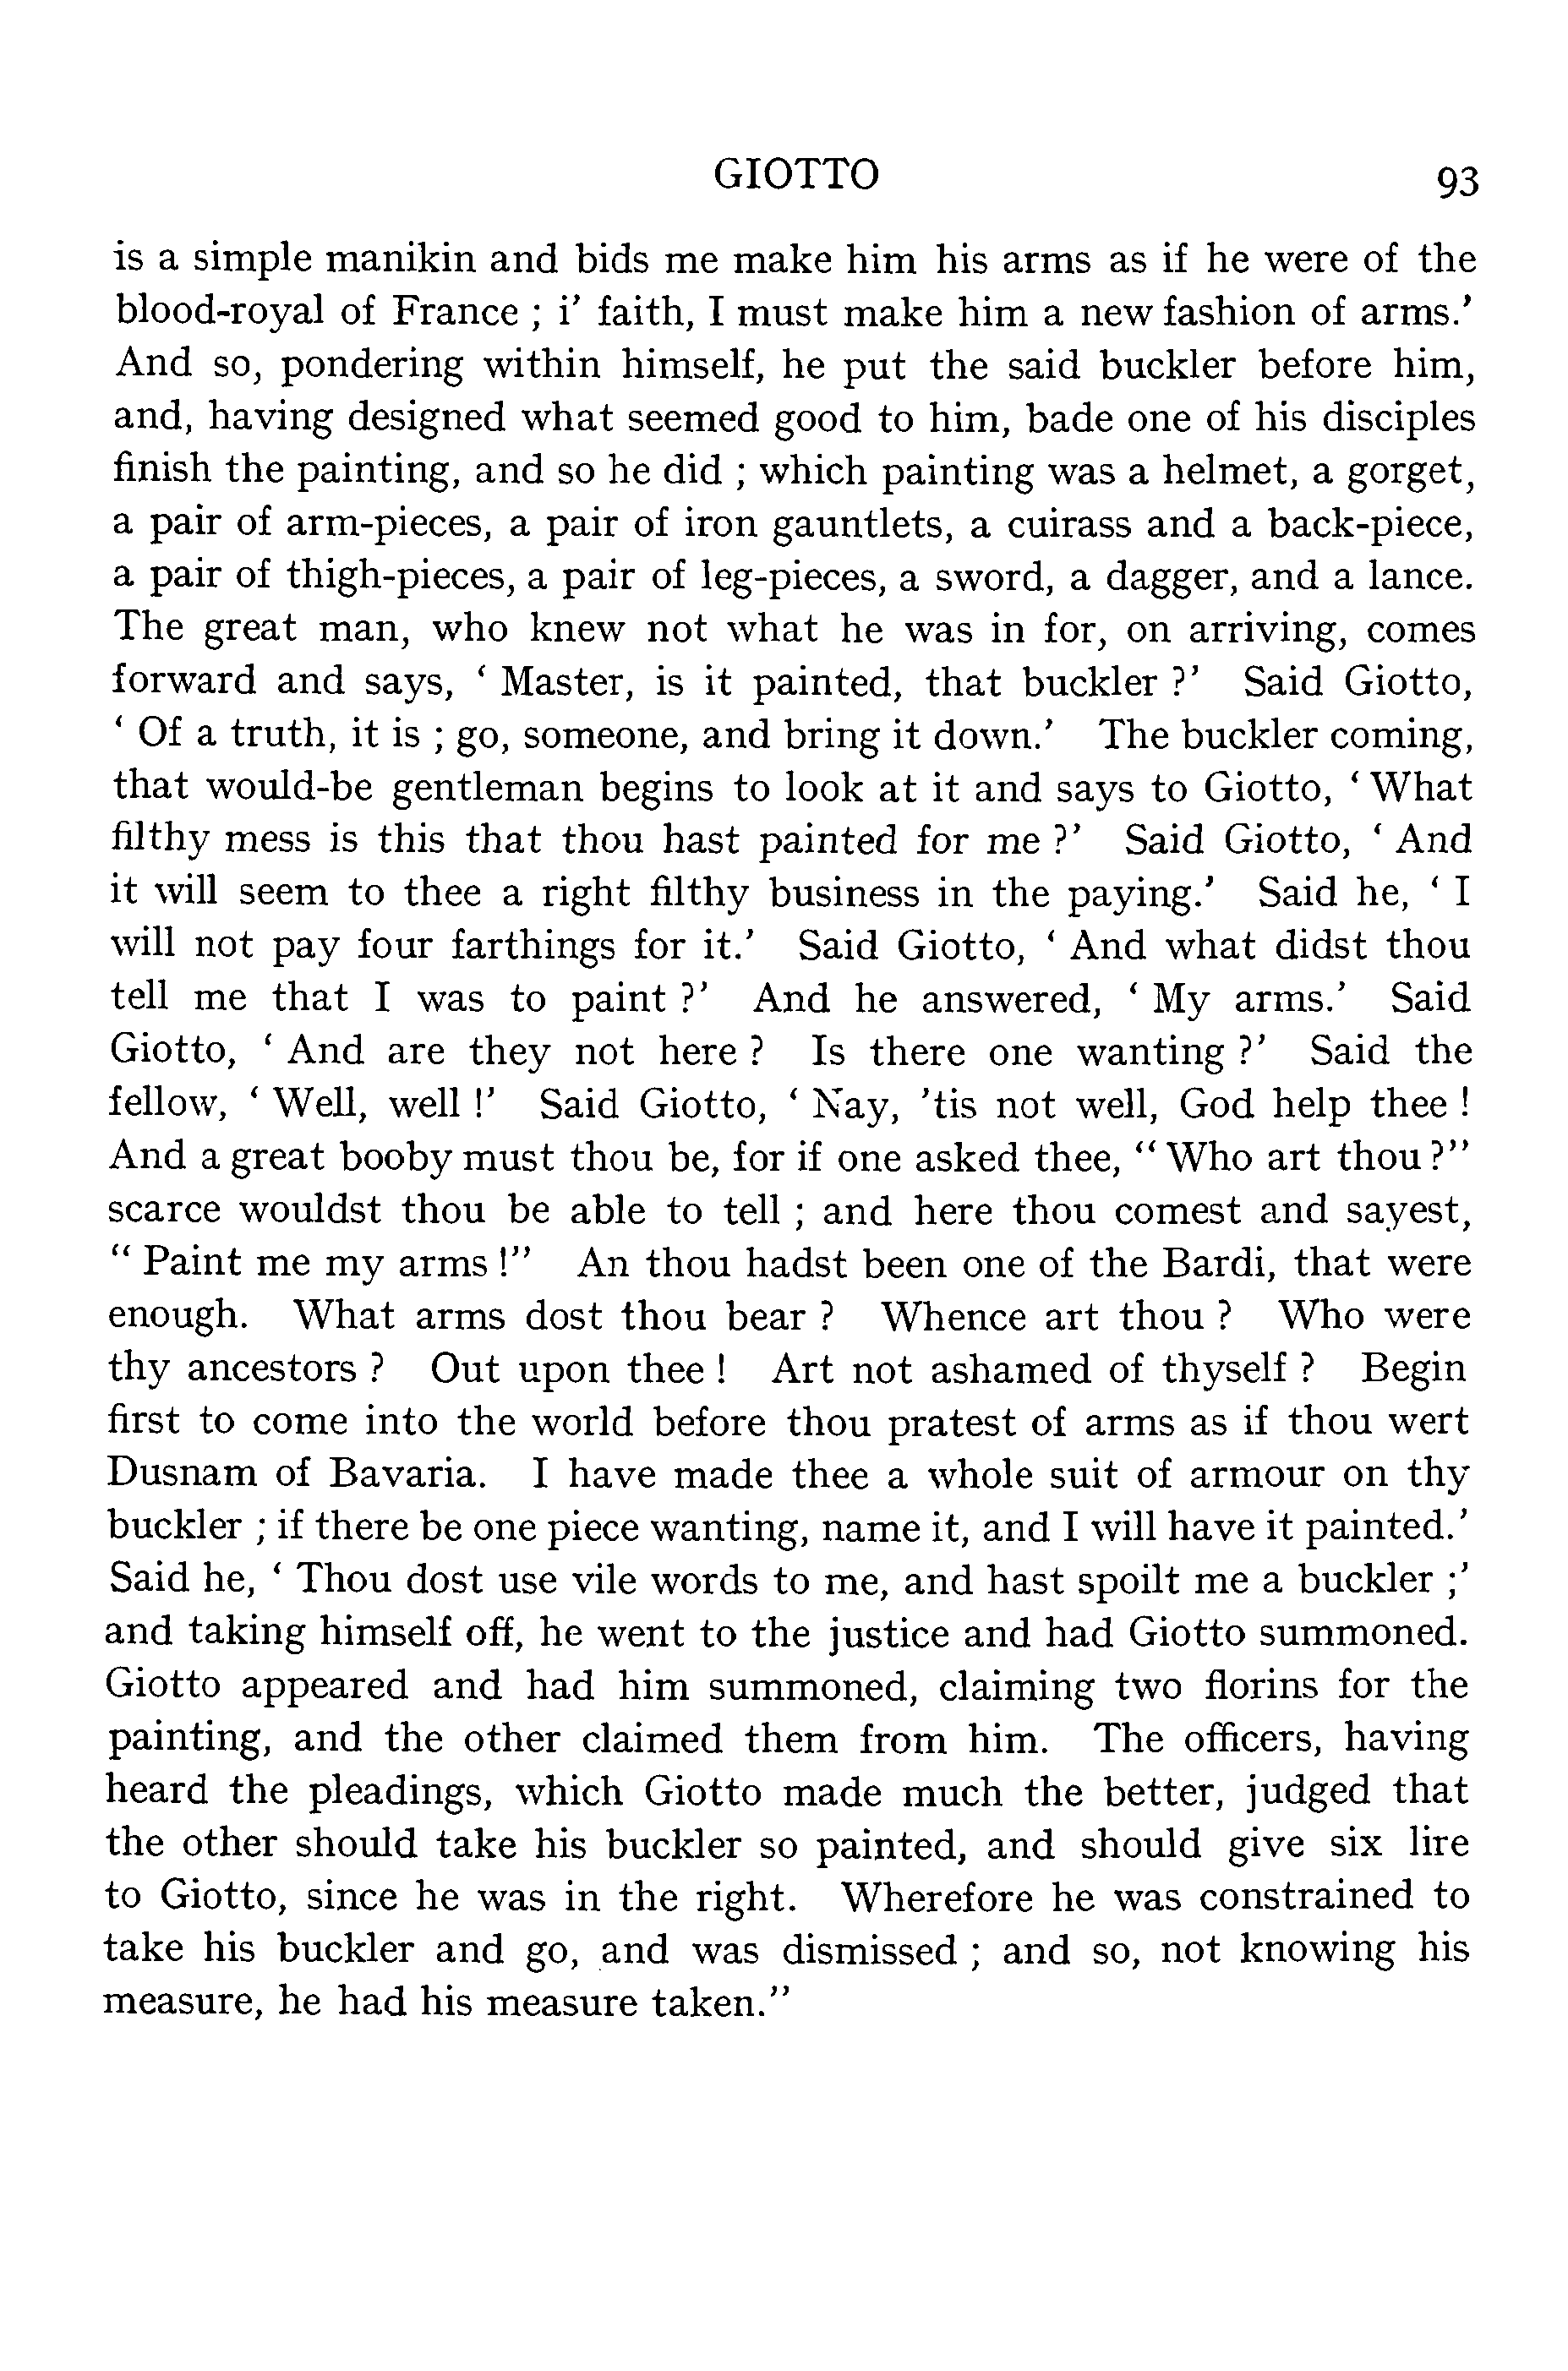 GIOTTO 93
is a simple manikin and bids me make him his arms as if he were of the
blood-royal of France ; i’ faith, I must make him a new fashion of arms.’
And so, pondering within himself, he put the said buckler before him,
and, having designed what seemed good to him, bade one of his disciples
finish the painting, and so he did ; which painting was a helmet, a gorget,
a pair of arm-pieces, a pair of iron gauntlets, a cuirass and a back-piece,
a pair of thigh-pieces, a pair of leg-pieces, a sword, a dagger, and a lance.
The great man, who knew not what he was in for, on arriving, comes
forward and says, ‘ Master, is it painted, that buckler ?’ Said Giotto,
‘ Of a truth, it is ; go, someone, and bring it down.’ The buckler coming,
that would-be gentleman begins to look at it and says to Giotto, ‘ What
filthy mess is this that thou hast painted for me ?’ Said Giotto, ‘ And
it will seem to thee a right filthy business in the paying.’ Said he, ‘ I
will not pay four farthings for it.’ Said Giotto, ‘ And what didst thou
tell me that I was to paint ?’ And he answered, ‘ My arms.’ Said
Giotto, ‘ And are they not here ? Is there one wanting ?’ Said the
fellow, ‘ Well, well !’ Said Giotto, ‘ Nay, ’tis not well, God help thee !
And a great booby must thou be, for if one asked thee, “ Who art thou ?”
scarce wouldst thou be able to tell ; and here thou comest and sayest,
“ Paint me my arms !” An thou hadst been one of the Bardi, that were
enough. What arms dost thou bear ? Whence art thou ? Who were
thy ancestors ? Out upon thee ! Art not ashamed of thyself ? Begin
first to come into the world before thou pratest of arms as if thou wert
Dusnam of Bavaria. I have made thee a whole suit of armour on thy
buckler ; if there be one piece wanting, name it, and I will have it painted.’
Said he, ‘ Thou dost use vile words to me, and hast spoilt me a buckler ;’
and taking himself off, he went to the justice and had Giotto summoned.
Giotto appeared and had him summoned, claiming two florins for the
painting, and the other claimed them from him. The officers, having
heard the pleadings, which Giotto made much the better, judged that
the other should take his buckler so painted, and should give six lire
to Giotto, since he was in the right. Wherefore he was constrained to
take his buckler and go, and was dismissed ; and so, not knowing his
measure, he had his measure taken.”